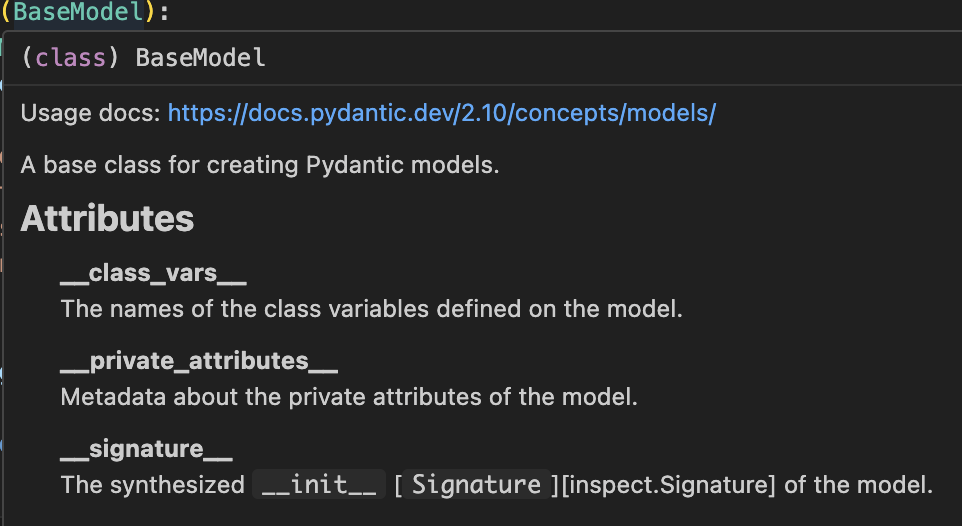 (BaseModel):
(class) BaseModel
Usage docs: https://docs.pydantic.dev/2.10/concepts/models/
A base class for creating Pydantic models.
Attributes
__class_vars__
The names of the class variables defined on the model.
__private_attributes__
Metadata about the private attributes of the model.
__signature__
The synthesized __init__ [ Signature ][inspect.Signature] of the model.